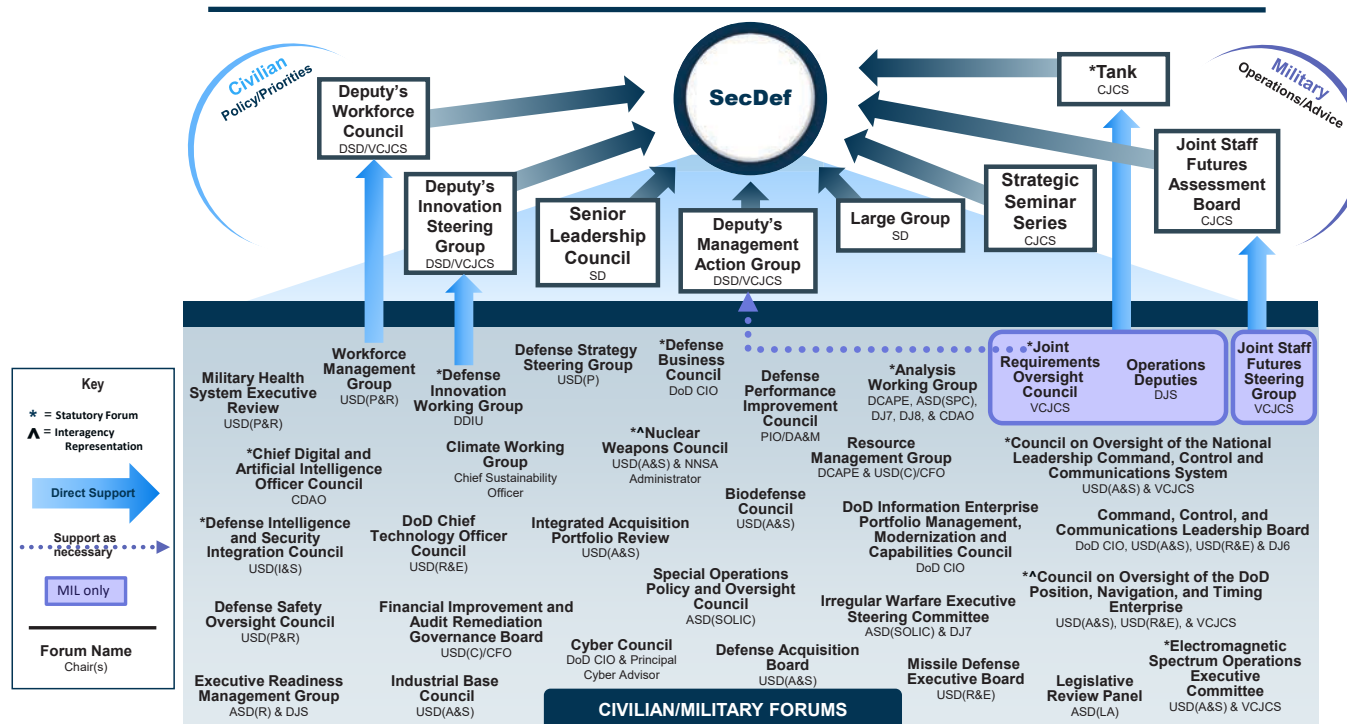 Civilian
Policy/Priorities
Military
Operations/Advice
SecDef
Deputy's
Workforce
Council
DSD/VCJCS
Deputy's
Innovation
Steering
Group
DSD/VCJCS
Senior
Leadership
Council
SD
Deputy's
Management
Action Group
DSD/VCJCS
Large Group
SD
Strategic
Seminar
Series
CJCS
*Tank
CJCS
Joint Staff
Futures
Assessment
Board
CJCS
Key
* = Statutory Forum
^ = Interagency
Representation
Direct Support
Support as
necessary
MIL only
Forum Name
Chair(s)
Military Health
System Executive
Review
USD(P&R)
Workforce
Management
Group
USD(P&R)
*Defense
Innovation
Working Group
DDIU
Defense Strategy
Steering Group
USD(P)
*Defense
Business
Council
DoD CIO
Defense
Performance
Improvement
Council
PIO/DA&M
*Analysis
Working Group
DCAPE, ASD(SPC),
DJ7, DJ8, & CDAO
*Joint
Requirements
Oversight
Council
VCJCS
Operations
Deputies
DJS
Joint Staff
Futures
Steering
Group
VCJCS
*Chief Digital and
Artificial Intelligence
Officer Council
CDAO
Climate Working
Group
Chief Sustainability
Officer
*^Nuclear
Weapons Council
USD(A&S) & NNSA
Administrator
Resource
Management Group
DCAPE & USD(C)/CFO
*Council on Oversight of the National
Leadership Command, Control and
Communications System
USD(A&S) & VCJCS
*Defense Intelligence
and Security
Integration Council
USD(I&S)
DoD Chief
Technology Officer
Council
USD(R&E)
Integrated Acquisition
Portfolio Review
USD(A&S)
Biodefense
Council
USD(A&S)
DoD Information Enterprise
Portfolio Management,
Modernization and
Capabilities Council
DoD CIO
Command, Control, and
Communications Leadership Board
DoD CIO, USD(A&S), USD(R&E) & DJ6
Defense Safety
Oversight Council
USD(P&R)
Financial Improvement and
Audit Remediation
Governance Board
USD(C)/CFO
Special Operations
Policy and Oversight
Council
ASD(SOLIC)
Irregular Warfare Executive
Steering Committee
ASD(SOLIC) & DJ7
*^Council on Oversight of the DoD
Position, Navigation, and Timing
Enterprise
USD(A&S), USD(R&E), & VCJCS
Executive Readiness
Management Group
ASD(R) & DJS
Industrial Base
Council
USD(A&S)
Cyber Council
DoD CIO & Principal
Cyber Advisor
Defense Acquisition
Board
USD(A&S)
Missile Defense
Executive Board
USD(R&E)
Legislative
Review Panel
ASD(LA)
*Electromagnetic
Spectrum Operations
Executive
Committee
USD(A&S) & VCJCS
CIVILIAN/MILITARY FORUMS